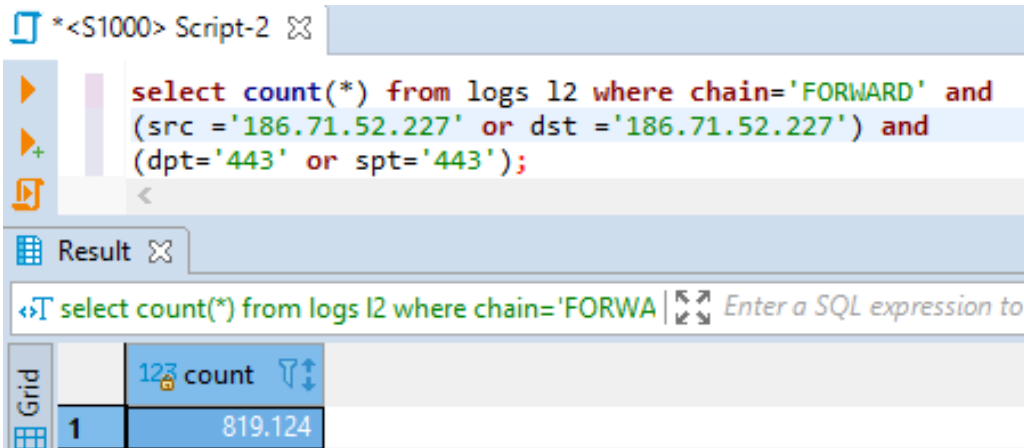 *<S1000> Script-2
select count(*) from logs l2 where chain='FORWARD' and
(src ='186.71.52.227' or dst ='186.71.52.227') and
(dpt='443' or spt='443');
Result
select count(*) from logs l2 where chain='FORWA
Enter a SQL expression to
Grid
123 count
1
819.124